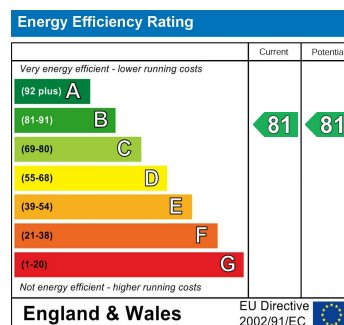 Energy Efficiency Rating
Current Potentia
Very energy efficient - lower running costs
(92 plus) A
(81-91) B 81 81
(69-80) C
(55-68) D
(39-54) E
(21-38) F
(1-20) G
Not energy efficient - higher running costs
England & Wales
EU Directive
2002/91/EC